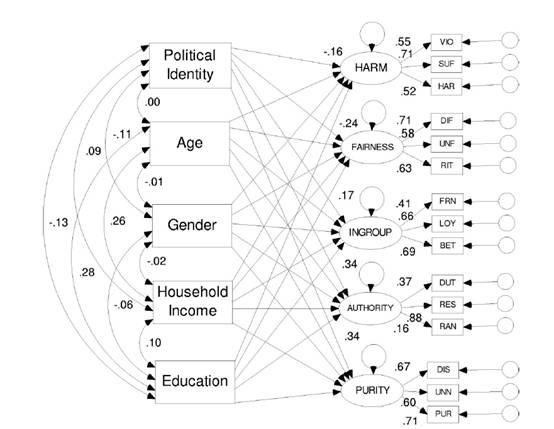 -.16
.55
.71
.52
VIO
SUF
HAR
HARM
Political
Identity
.00
-.11
.09
Age
-.24
.71
.58
.63
DIF
UNF
RIT
FAIRNESS
-.01
-.13
.26
Gender
.17
.41
.66
.69
FRN
LOY
BET
INGROUP
-.02
.28
-.06
Household
Income
.34
.37
.88
.16
DUT
RES
RAN
AUTHORITY
.10
Education
.34
.67
.60
.71
DIS
UNN
PUR
PURITY